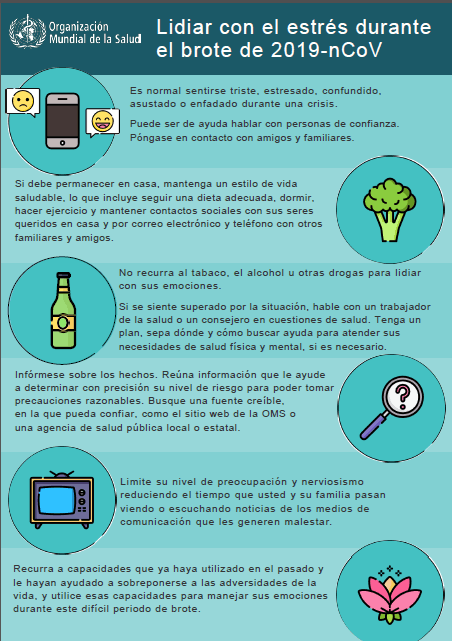 Organización
Mundial de la Salud
Lidiar con el estrés durante
el brote de 2019-nCoV
Es normal sentirse triste, estresado, confundido,
asustado o enfadado durante una crisis.
Puede ser de ayuda hablar con personas de confianza.
Póngase en contacto con amigos y familiares.
Si debe permanecer en casa, mantenga un estilo de vida
saludable, lo que incluye seguir una dieta adecuada, dormir,
hacer ejercicio y mantener contactos sociales con sus seres
queridos en casa y por correo electrónico y teléfono con otros
familiares y amigos.
No recurra al tabaco, el alcohol u otras drogas para lidiar
con sus emociones.
Si se siente superado por la situación, hable con un trabajador
de la salud o un consejero en cuestiones de salud. Tenga un
plan, sepa dónde y cómo buscar ayuda para atender sus
necesidades de salud física y mental, si es necesario.
Infórmese sobre los hechos. Reúna información que le ayude
a determinar con precisión su nivel de riesgo para poder tomar
precauciones razonables. Busque una fuente creíble,
en la que pueda confiar, como el sitio web de la OMS o
una agencia de salud pública local o estatal.
?
Limite su nivel de preocupación y nerviosismo
reduciendo el tiempo que usted y su familia pasan
viendo o escuchando noticias de los medios de
comunicación que les generen malestar.
Recurra a capacidades que ya haya utilizado en el pasado y
le hayan ayudado a sobreponerse a las adversidades de la
vida, y utilice esas capacidades para manejar sus emociones
durante este difícil periodo de brote.